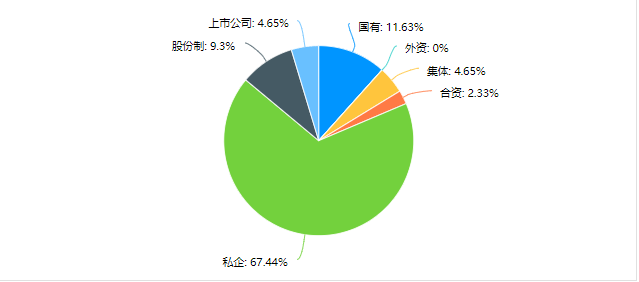 上市公司: 4.65%
国有: 11.63%
股份制: 9.3%
外资: 0%
集体: 4.65%
合资: 2.33%
私企: 67.44%